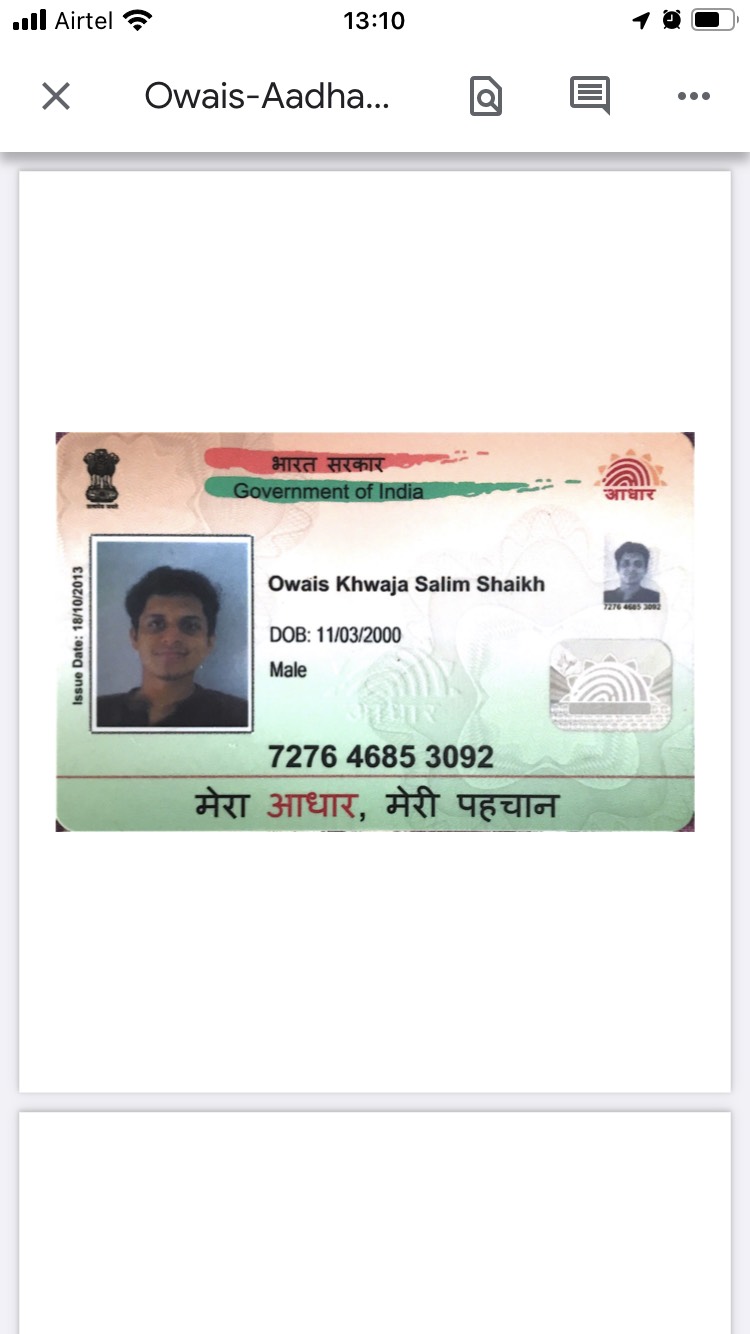 Airtel
13:10
Owais-Aadha...
भारत सरकार
Government of India
आधार
Issue Date: 18/10/2013
Owais Khwaja Salim Shaikh
7276 4685 3092
DOB: 11/03/2000
Male
आधार
7276 4685 3092
मेरा आधार, मेरी पहचान